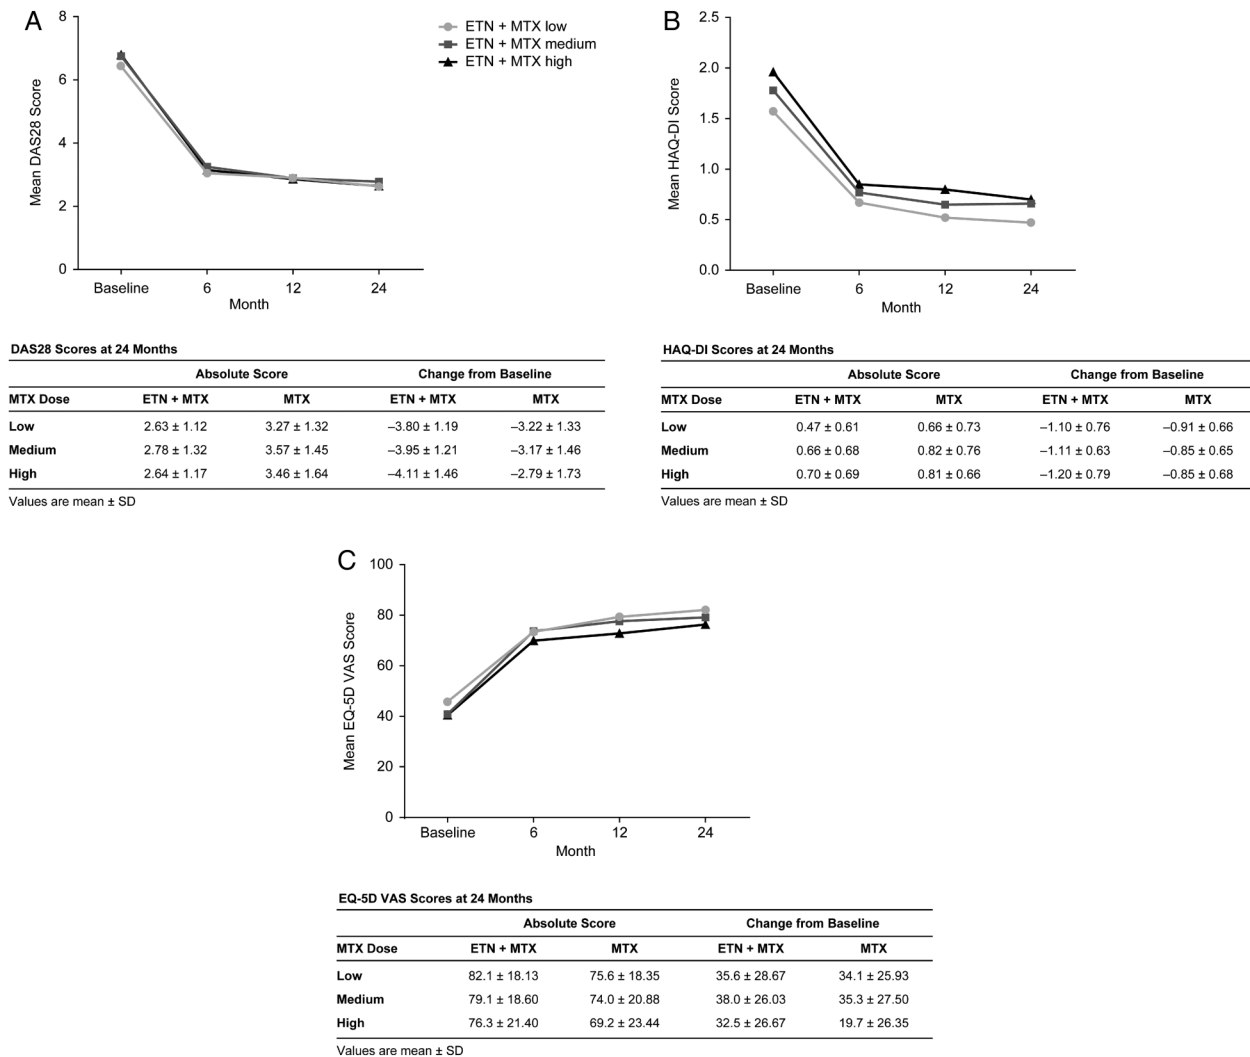 A
ETN + MTX low
ETN + MTX medium
ETN + MTX high
Mean DAS28 Score
8
6
4
2
0
Baseline 6 12 24
Month
DAS28 Scores at 24 Months
Absolute Score Change from Baseline
MTX Dose ETN + MTX MTX ETN + MTX MTX
Low 2.63 ± 1.12 3.27 ± 1.32 –3.80 ± 1.19 –3.22 ± 1.33
Medium 2.78 ± 1.32 3.57 ± 1.45 –3.95 ± 1.21 –3.17 ± 1.46
High 2.64 ± 1.17 3.46 ± 1.64 –4.11 ± 1.46 –2.79 ± 1.73
Values are mean ± SD
B
Mean HAQ-DI Score
2.5
2.0
1.5
1.0
0.5
0.0
Baseline 6 12 24
Month
HAQ-DI Scores at 24 Months
Absolute Score Change from Baseline
MTX Dose ETN + MTX MTX ETN + MTX MTX
Low 0.47 ± 0.61 0.66 ± 0.73 –1.10 ± 0.76 –0.91 ± 0.66
Medium 0.66 ± 0.68 0.82 ± 0.76 –1.11 ± 0.63 –0.85 ± 0.65
High 0.70 ± 0.69 0.81 ± 0.66 –1.20 ± 0.79 –0.85 ± 0.68
Values are mean ± SD
C
Mean EQ-5D VAS Score
100
80
60
40
20
0
Baseline 6 12 24
Month
EQ-5D VAS Scores at 24 Months
Absolute Score Change from Baseline
MTX Dose ETN + MTX MTX ETN + MTX MTX
Low 82.1 ± 18.13 75.6 ± 18.35 35.6 ± 28.67 34.1 ± 25.93
Medium 79.1 ± 18.60 74.0 ± 20.88 38.0 ± 26.03 35.3 ± 27.50
High 76.3 ± 21.40 69.2 ± 23.44 32.5 ± 26.67 19.7 ± 26.35
Values are mean ± SD